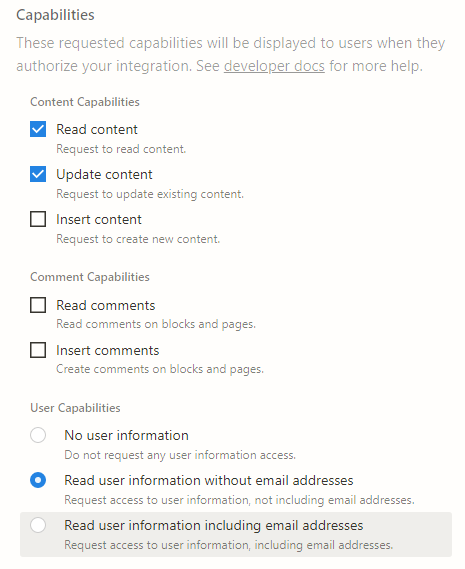 Capabilities
These requested capabilities will be displayed to users when they
authorize your integration. See developer docs for more help.
Content Capabilities
Read content
Request to read content.
Update content
Request to update existing content.
Insert content
Request to create new content.
Comment Capabilities
Read comments
Read comments on blocks and pages.
Insert comments
Create comments on blocks and pages.
User Capabilities
No user information
Do not request any user information access.
Read user information without email addresses
Request access to user information, not including email addresses.
Read user information including email addresses
Request access to user information, including email addresses.